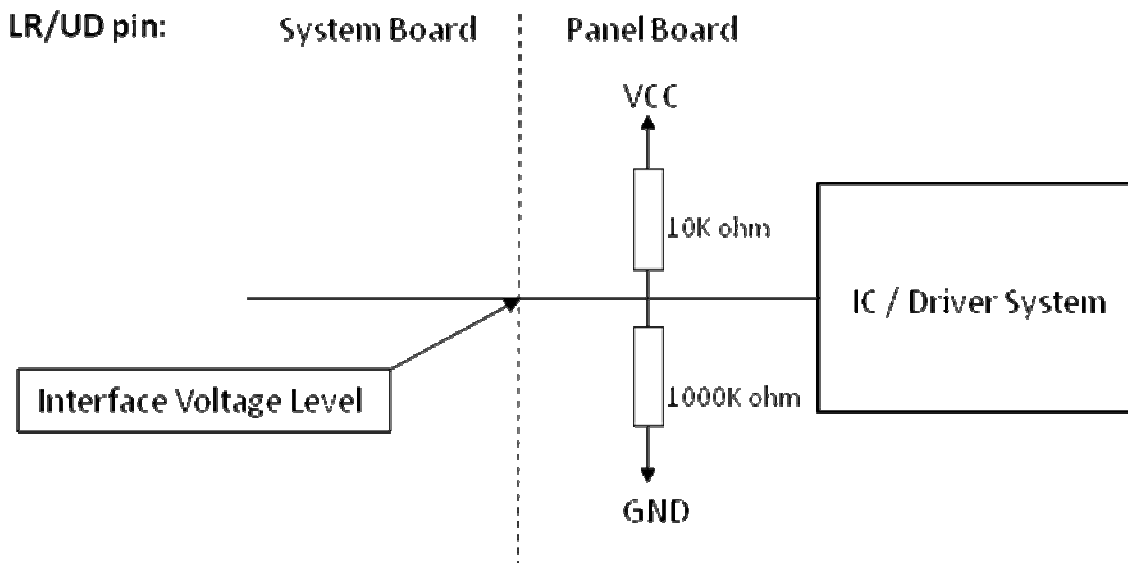 LR/UD pin:
System Board
Panel Board
VCC
10K ohm
IC / Driver System
Interface Voltage Level
1000K ohm
GND